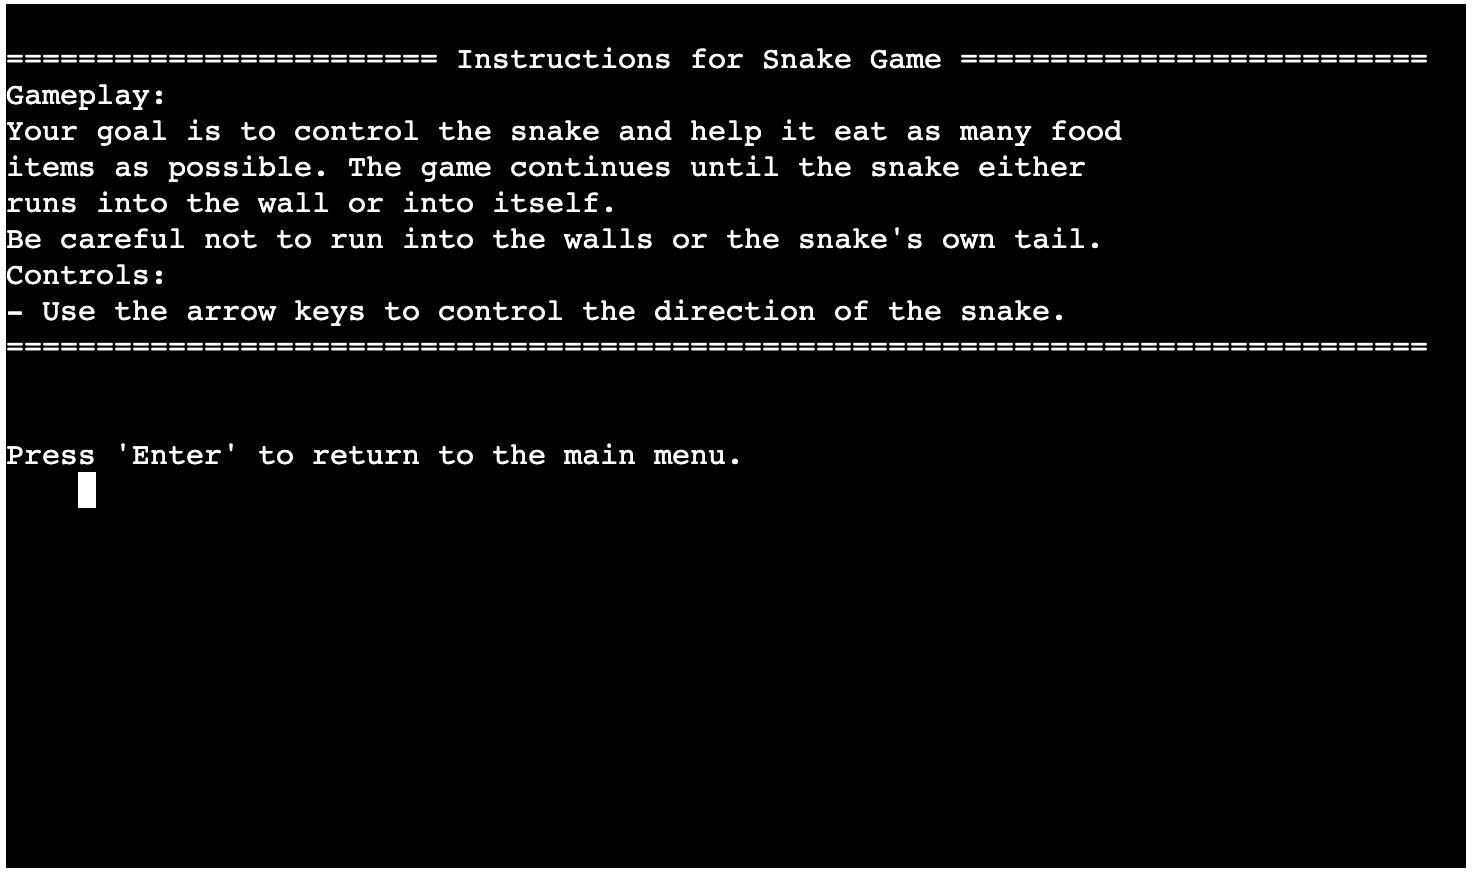 ======================== Instructions for Snake Game ==========================
Gameplay:
Your goal is to control the snake and help it eat as many food
items as possible. The game continues until the snake either
runs into the wall or into itself.
Be careful not to run into the walls or the snake's own tail.
Controls:
- Use the arrow keys to control the direction of the snake.
===============================================================================
Press 'Enter' to return to the main menu.